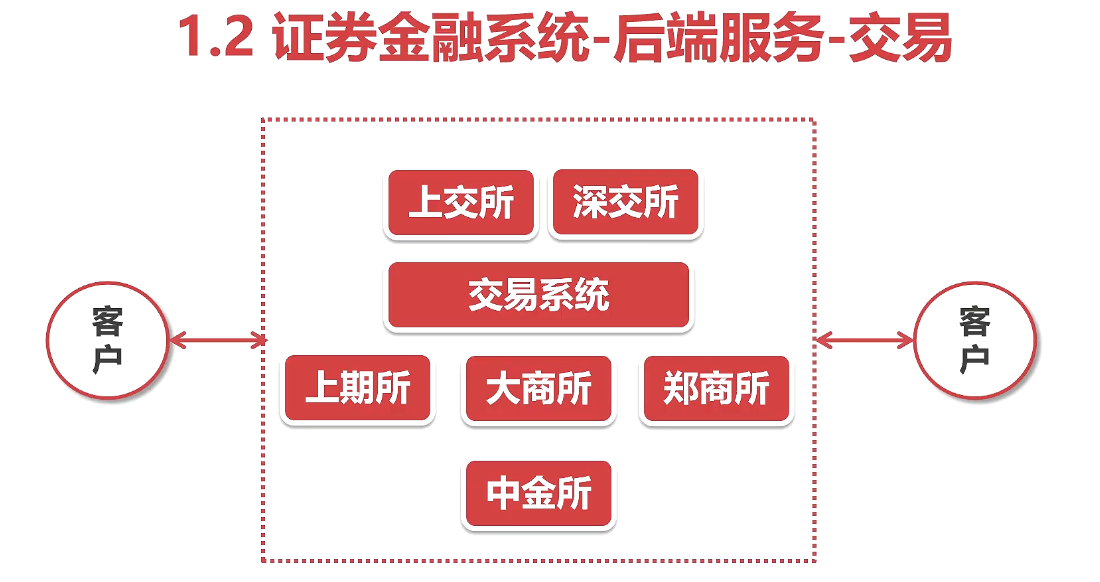 1.2 证券金融系统-后端服务-交易
上交所
深交所
交易系统
客
户
上期所
大商所
郑商所
中金所
客
户